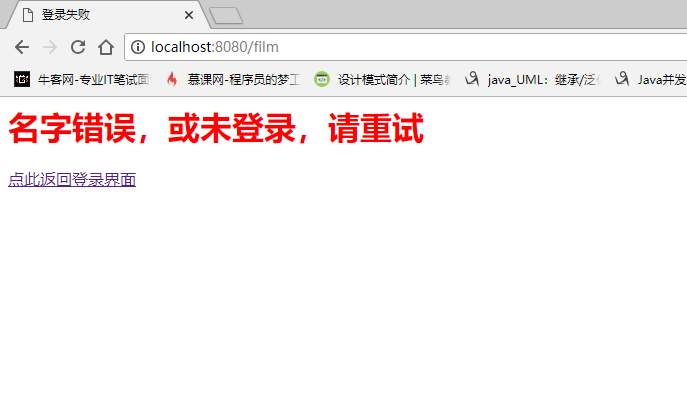 登录失败
localhost:8080/film
牛客网-专业IT笔试面 慕课网-程序员的梦工 设计模式简介 | 菜鸟 java_UML：继承/泛 Java并发
名字错误，或未登录，请重试
点此返回登录界面